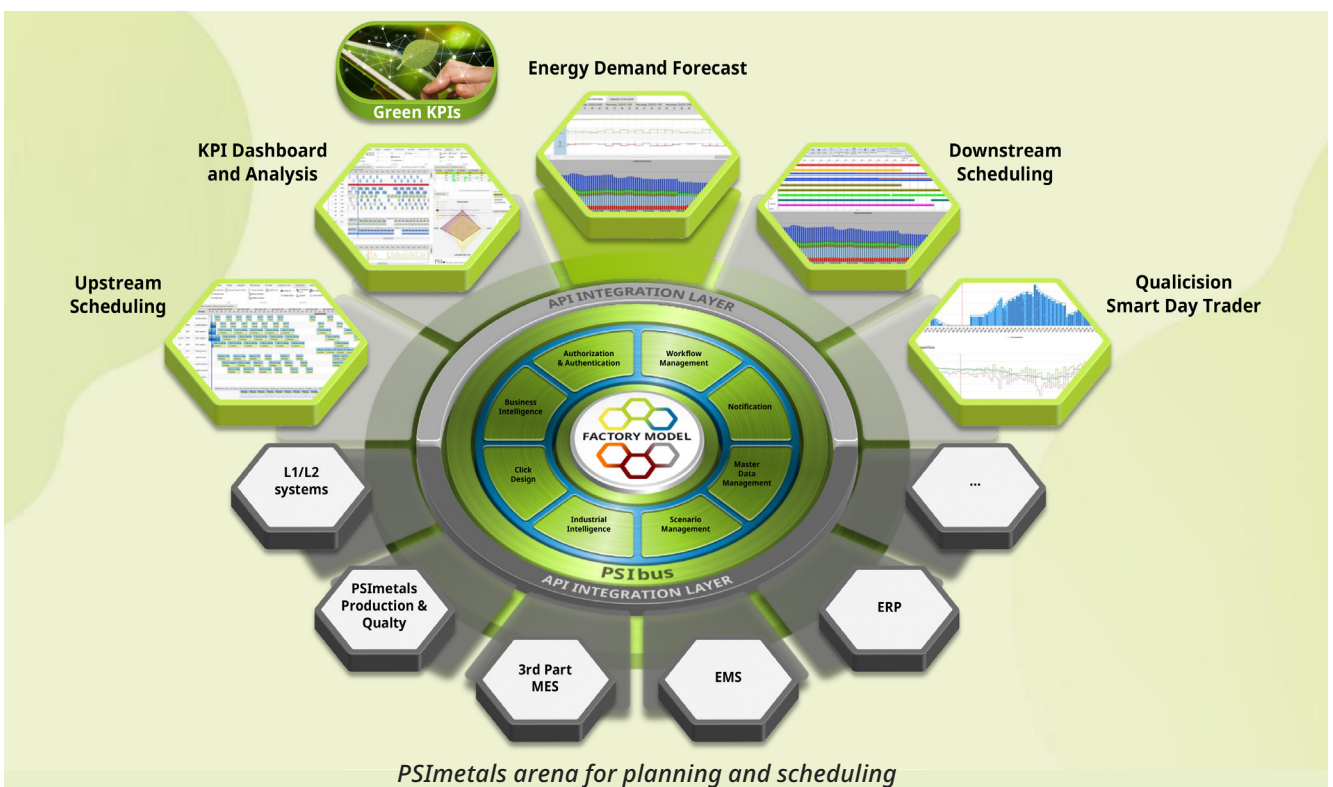 Green KPIs
Energy Demand Forecast
KPI Dashboard
and Analysis
Downstream
Scheduling
Upstream
Scheduling
Qualicision
Smart Day Trader
API INTEGRATION LAYER
Authorization
& Authentication
Workflow
Management
Business
Intelligence
Notification
FACTORY MODEL
Click
Design
Master
Data
Management
Industrial
Intelligence
Scenario
Management
PSIbus
API INTEGRATION LAYER
L1/L2
systems
...
PSImetals
Production &
Qualty
ERP
3rd Part
MES
EMS
PSImetals arena for planning and scheduling